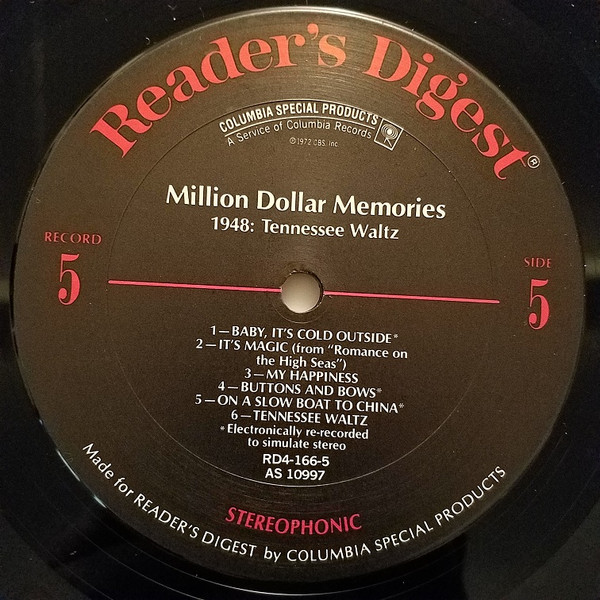 Reader's Digest®
COLUMBIA SPECIAL PRODUCTS
A Service of Columbia Records
©1972 CBS, Inc
Million Dollar Memories
1948: Tennessee Waltz
RECORD
5
SIDE
5
1—BABY, IT'S COLD OUTSIDE*
2—IT'S MAGIC (from "Romance on
the High Seas")
3—MY HAPPINESS
4—BUTTONS AND BOWS*
5—ON A SLOW BOAT TO CHINA*
6—TENNESSEE WALTZ
*Electronically re-recorded
to simulate stereo
RD4-166-5
AS 10997
STEREOPHONIC
Made for READER'S DIGEST by COLUMBIA SPECIAL PRODUCTS